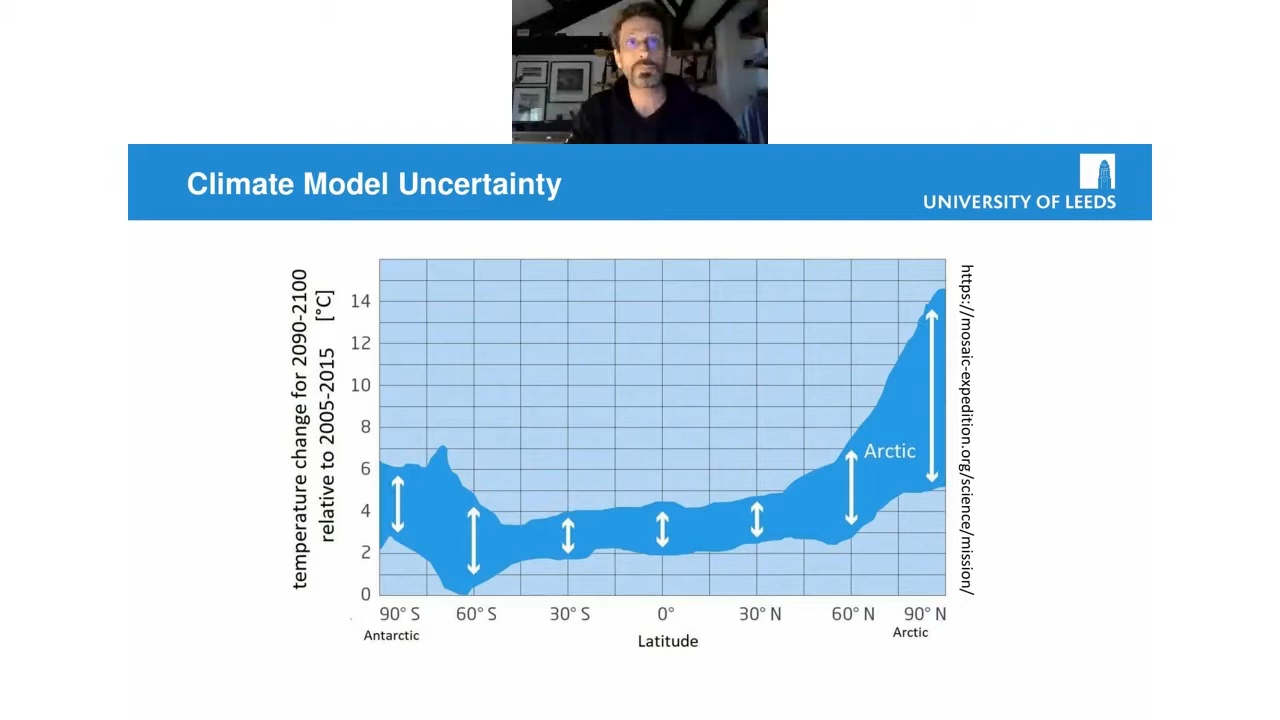 Climate Model Uncertainty
UNIVERSITY OF LEEDS
temperature change for 2090-2100
relative to 2005-2015 [°C]
14
12
10
8
6
4
2
0
Arctic
90° S
60° S
30° S
0°
30° N
60° N
90° N
Antarctic
Arctic
Latitude
https://mosaic-expedition.org/science/mission/